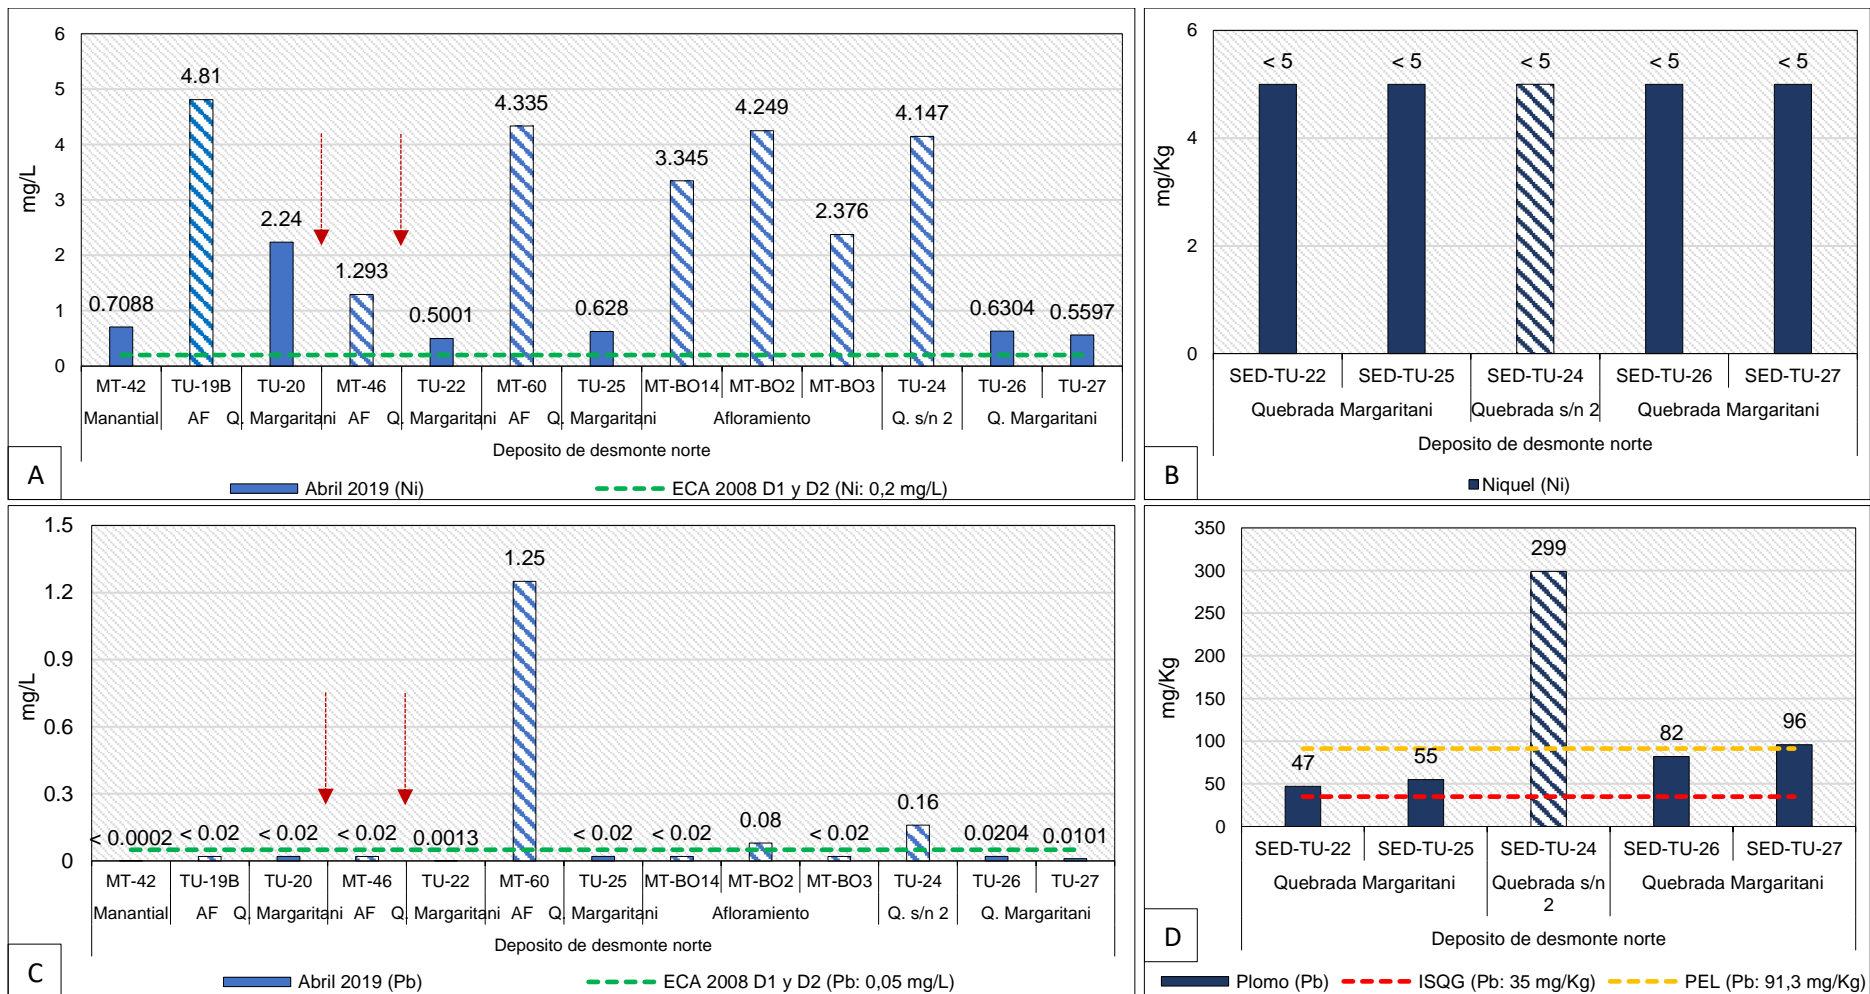 6
5
4
3
2
1
0
mg/L
0.7088
4.81
2.24
1.293
0.5001
4.335
0.628
3.345
4.249
2.376
4.147
0.6304
0.5597
MT-42 TU-19B TU-20 MT-46 TU-22 MT-60 TU-25 MT-BO14 MT-BO2 MT-BO3 TU-24 TU-26 TU-27
Manantial AF Q. Margaritani AF Q. Margaritani AF Q. Margaritani Afloramiento Q. s/n 2 Q. Margaritani
Deposito de desmonte norte
A
Abril 2019 (Ni) ECA 2008 D1 y D2 (Ni: 0,2 mg/L)
6
4
2
0
mg/Kg
< 5 < 5 < 5 < 5 < 5
SED-TU-22 SED-TU-25 SED-TU-24 SED-TU-26 SED-TU-27
Quebrada Margaritani Quebrada s/n 2 Quebrada Margaritani
Deposito de desmonte norte
B
Niquel (Ni)
1.5
1.2
0.9
0.6
0.3
0
mg/L
< 0.0002
< 0.02
< 0.02
< 0.02
0.0013
1.25
< 0.02
< 0.02
0.08
< 0.02
0.16
0.0204
0.0101
MT-42 TU-19B TU-20 MT-46 TU-22 MT-60 TU-25 MT-BO14 MT-BO2 MT-BO3 TU-24 TU-26 TU-27
Manantial AF Q. Margaritani AF Q. Margaritani AF Q. Margaritani Afloramiento Q. s/n 2 Q. Margaritani
Deposito de desmonte norte
C
Abril 2019 (Pb) ECA 2008 D1 y D2 (Pb: 0,05 mg/L)
350
300
250
200
150
100
50
0
mg/Kg
47
55
299
82
96
SED-TU-22 SED-TU-25 SED-TU-24 SED-TU-26 SED-TU-27
Quebrada Margaritani Quebrada s/n Quebrada Margaritani
2
Deposito de desmonte norte
D
Plomo (Pb) ISQG (Pb: 35 mg/Kg) PEL (Pb: 91,3 mg/Kg)